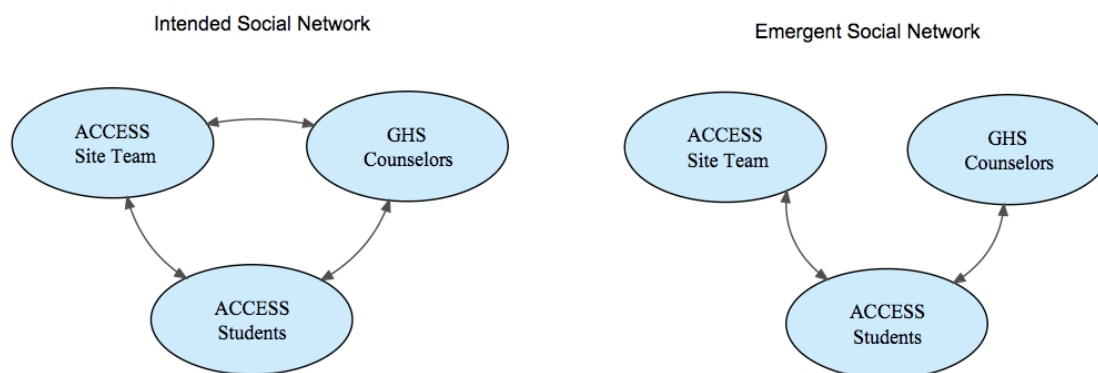 Intended Social Network
Emergent Social Network
ACCESS
Site Team
GHS
Counselors
ACCESS
Students
ACCESS
Site Team
GHS
Counselors
ACCESS
Students